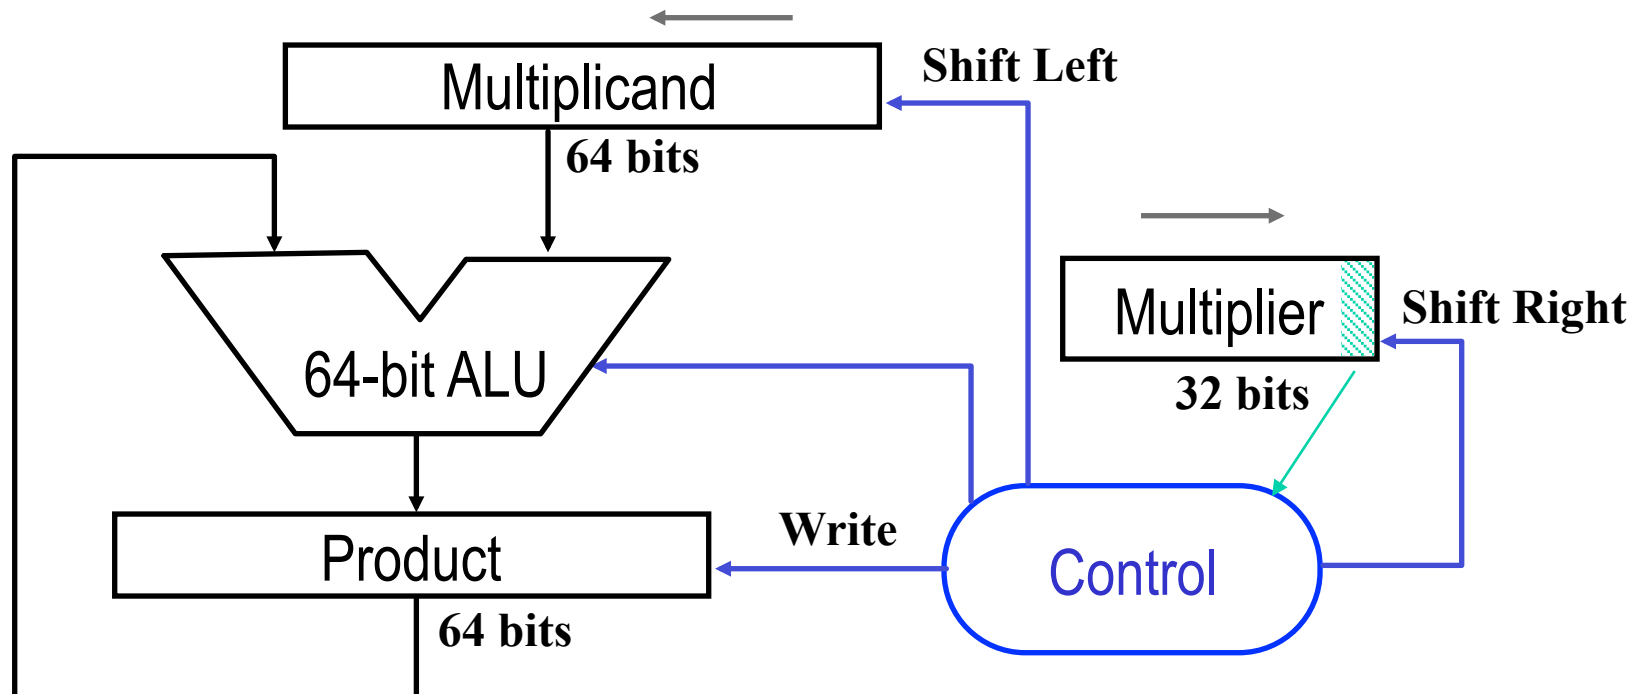 Multiplicand
Shift Left
64 bits
Multiplier
Shift Right
64-bit ALU
32 bits
Write
Product
Control
64 bits